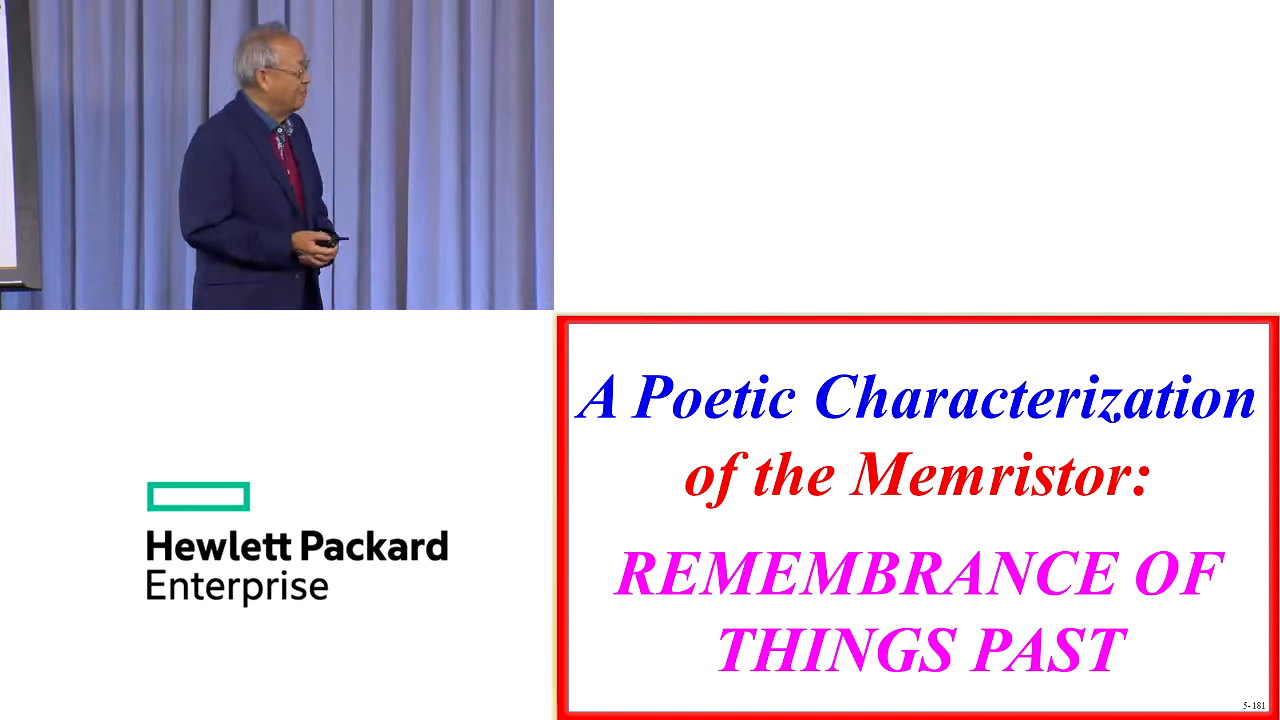 Hewlett Packard
Enterprise
A Poetic Characterization
of the Memristor:
REMEMBRANCE OF
THINGS PAST
5-181